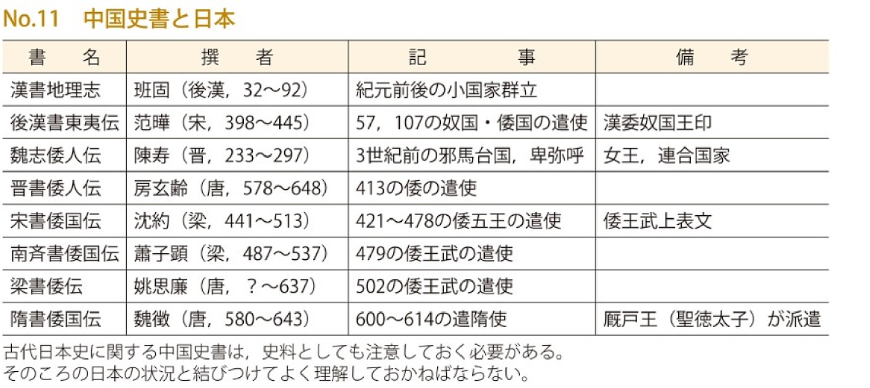 No.11　中国史書と日本
書　　名　撰　　者　記　　　　事　備　　考
漢書地理志　班固（後漢，32～92）　紀元前後の小国家群立
後漢書東夷伝　范曄（宋，398～445）　57，107の奴国・倭国の遣使　漢委奴国王印
魏志倭人伝　陳寿（晋，233～297）　3世紀前の邪馬台国，卑弥呼　女王，連合国家
晋書倭人伝　房玄齢（唐，578～648）　413の倭の遣使
宋書倭国伝　沈約（梁，441～513）　421～478の倭五王の遣使　倭王武上表文
南斉書倭国伝　蕭子顕（梁，487～537）　479の倭王武の遣使
梁書倭伝　姚思廉（唐，？～637）　502の倭王武の遣使
隋書倭国伝　魏徴（唐，580～643）　600～614の遣隋使　厩戸王（聖徳太子）が派遣
古代日本史に関する中国史書は，史料としても注意しておく必要がある。
そのころの日本の状況と結びつけてよく理解しておかねばならない。